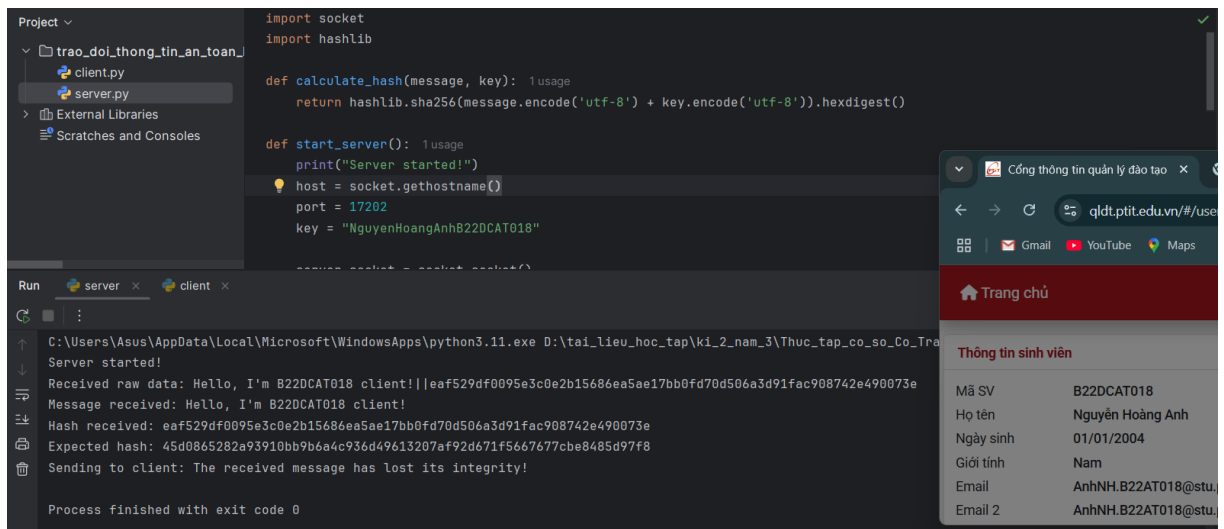 Project
trao_doi_thong_tin_an_toan_
client.py
server.py
External Libraries
Scratches and Consoles
import socket
import hashlib
def calculate_hash(message, key): 1 usage
return hashlib.sha256(message.encode('utf-8') + key.encode('utf-8')).hexdigest()
def start_server(): 1 usage
print("Server started!")
host = socket.gethostname()
port = 17202
key = "NguyenHoangAnhB22DCAT018"
server_socket = socket.socket()
Run server client
C:\Users\Asus\AppData\Local\Microsoft\WindowsApps\python3.11.exe D:\tai_lieu_hoc_tap\ki_2_nam_3\Thuc_tap_co_so_Co_Tra
Server started!
Received raw data: Hello, I'm B22DCAT018 client!||eaf529df0095e3c0e2b15686ea5ae17bb0fd70d506a3d91fac908742e490073e
Message received: Hello, I'm B22DCAT018 client!
Hash received: eaf529df0095e3c0e2b15686ea5ae17bb0fd70d506a3d91fac908742e490073e
Expected hash: 45d0865282a93910bb9b6a4c936d49613207af92d671f5667677cbe8485d97f8
Sending to client: The received message has lost its integrity!
Process finished with exit code 0
Cổng thông tin quản lý đào tạo
qldt.ptit.edu.vn/#/use
Gmail YouTube Maps
Trang chủ
Thông tin sinh viên
Mã SV B22DCAT018
Họ tên Nguyễn Hoàng Anh
Ngày sinh 01/01/2004
Giới tính Nam
Email AnhNH.B22AT018@stu.
Email 2 AnhNH.B22AT018@stu.